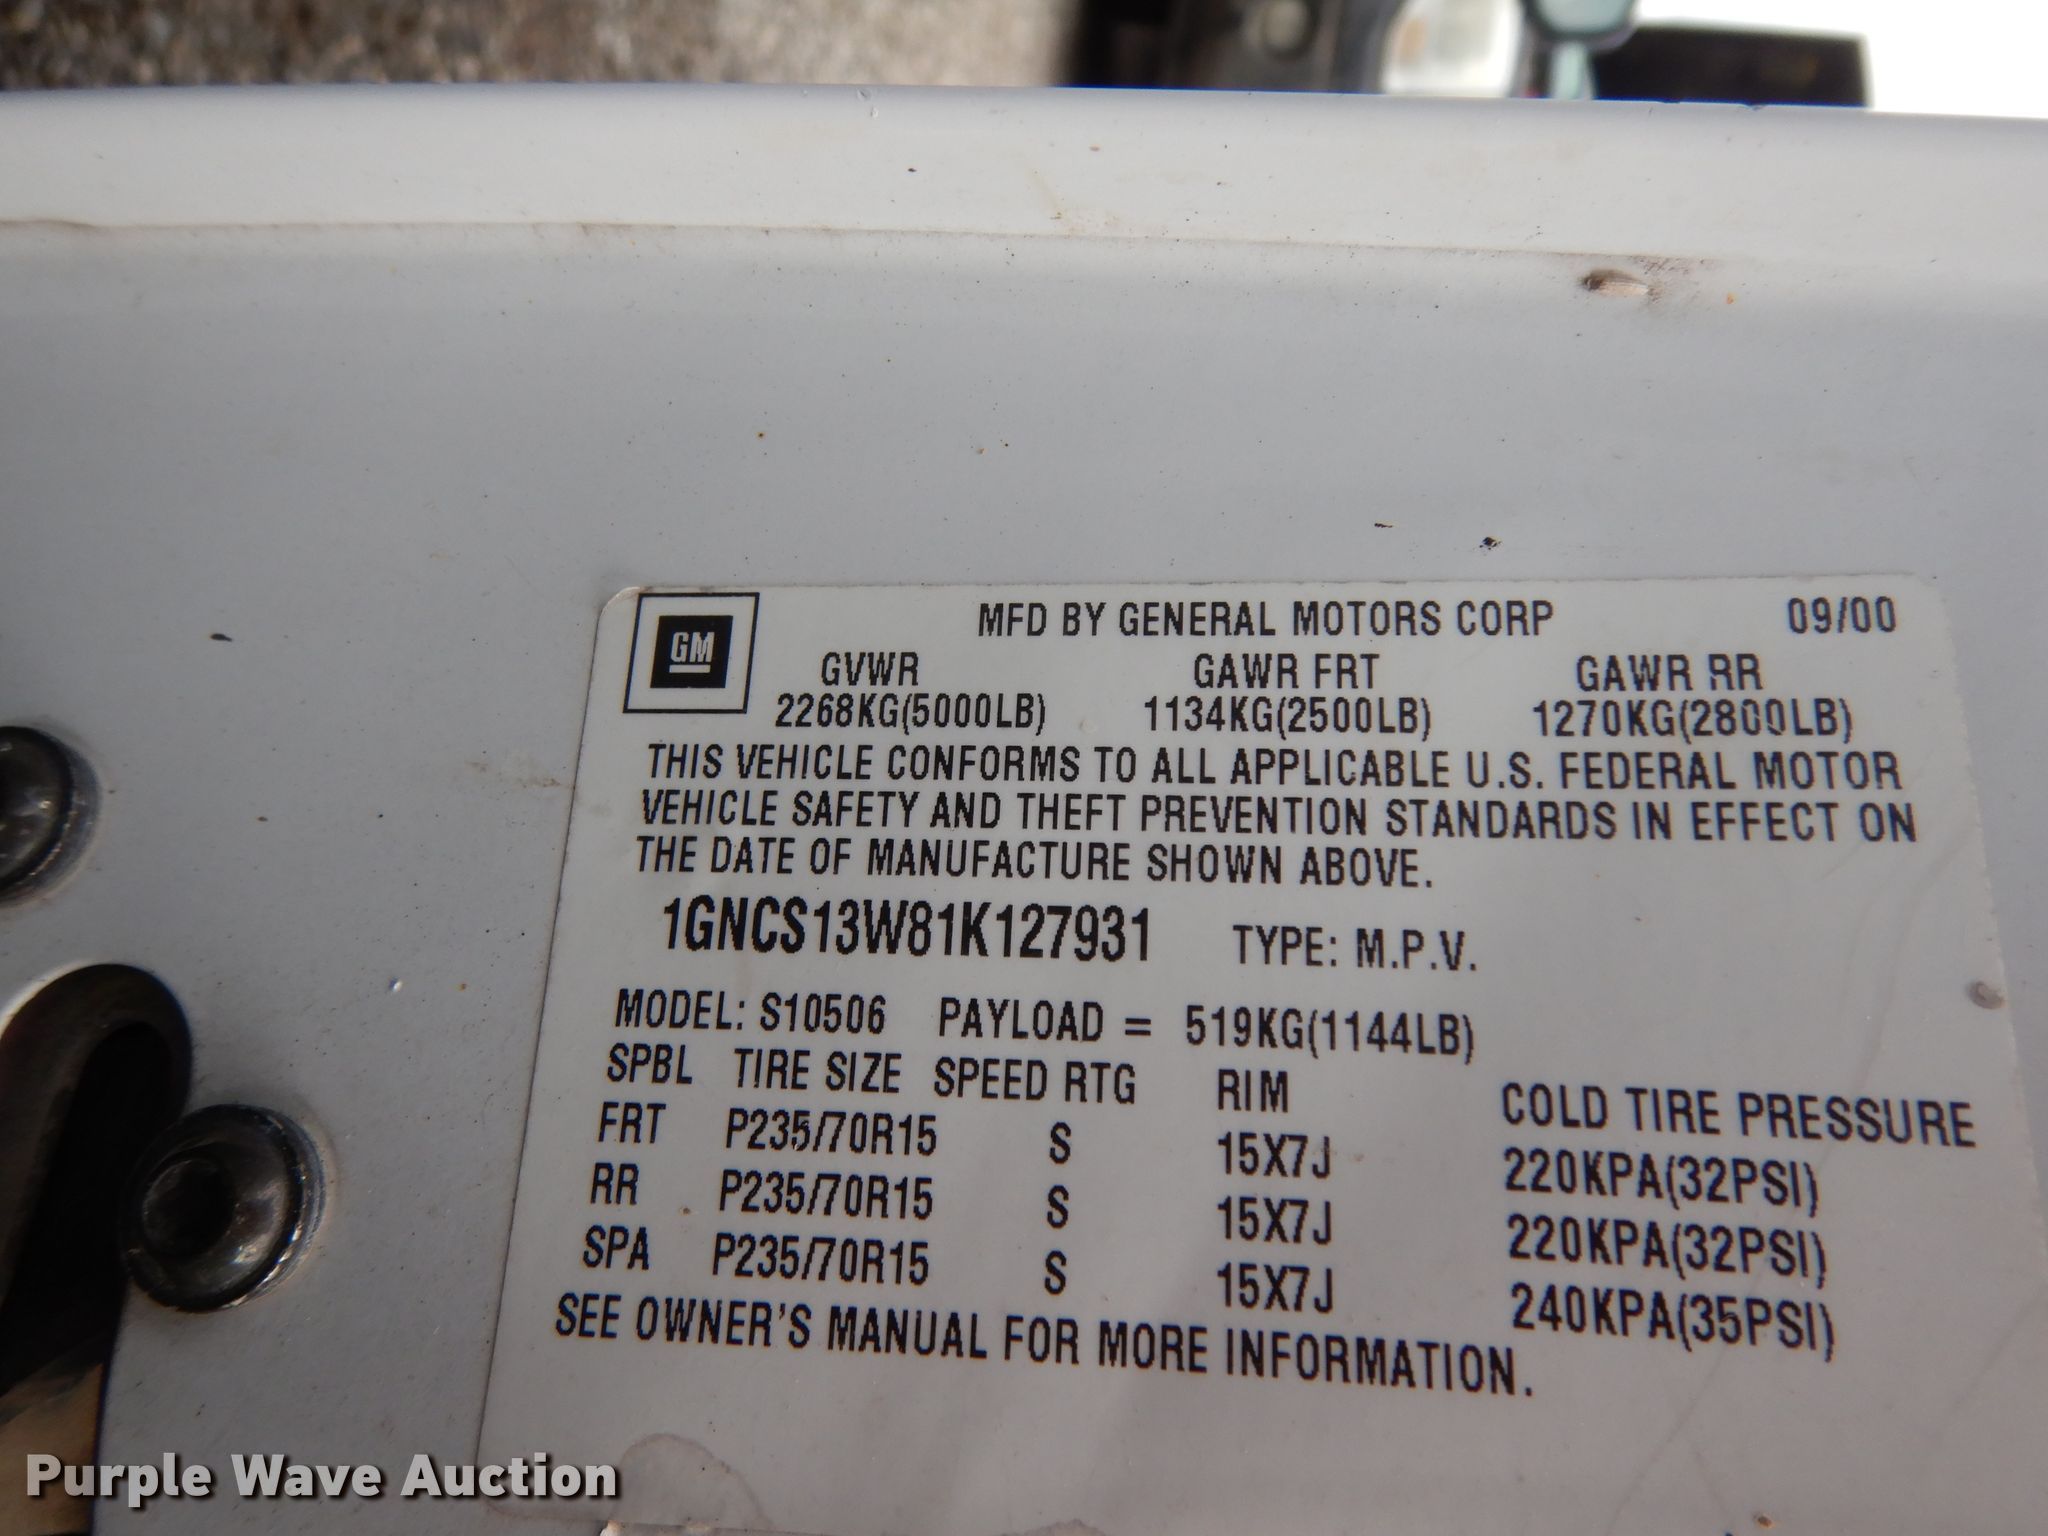 GM
MFD BY GENERAL MOTORS CORP 09/00
GVWR GAWR FRT GAWR RR
2268KG(5000LB) 1134KG(2500LB) 1270KG(2800LB)
THIS VEHICLE CONFORMS TO ALL APPLICABLE U.S. FEDERAL MOTOR
VEHICLE SAFETY AND THEFT PREVENTION STANDARDS IN EFFECT ON
THE DATE OF MANUFACTURE SHOWN ABOVE.
1GNCS13W81K127931 TYPE: M.P.V.
MODEL: S10506 PAYLOAD = 519KG(1144LB)
SPBL TIRE SIZE SPEED RTG RIM COLD TIRE PRESSURE
FRT P235/70R15 S 15X7J 220KPA(32PSI)
RR P235/70R15 S 15X7J 220KPA(32PSI)
SPA P235/70R15 S 15X7J 240KPA(35PSI)
SEE OWNER'S MANUAL FOR MORE INFORMATION.
Purple Wave Auction